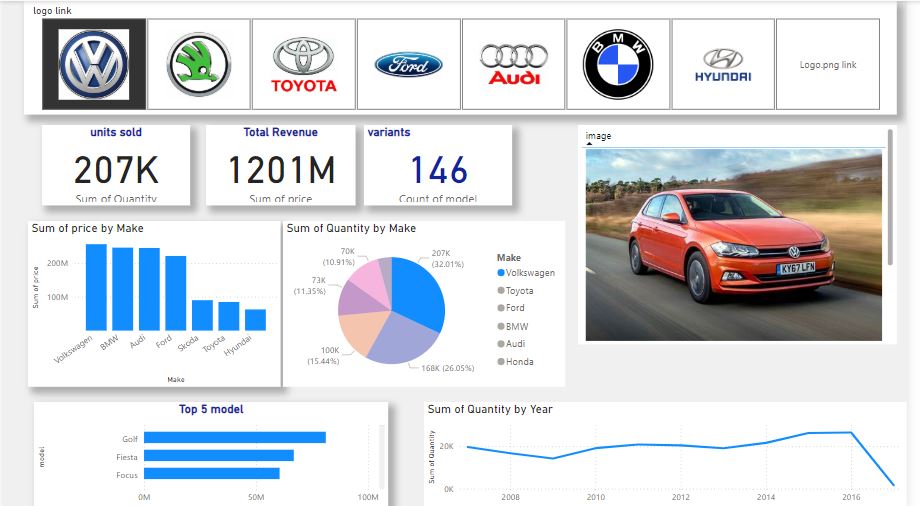 logo link
TOYOTA
Ford
Audi
BMW
HYUNDAI
Logo.png link
units sold
207K
Sum of Quantity
Total Revenue
1201M
Sum of price
variants
146
Count of model
image
KY67LFN
Sum of price by Make
Sum of price
200M
100M
Volkswagen
BMW
Audi
Ford
Skoda
Toyota
Hyundai
Make
Sum of Quantity by Make
207K
(32.01%)
168K (26.05%)
100K
(15.44%)
73K
(11.35%)
70K
(10.91%)
Make
Volkswagen
Toyota
Ford
BMW
Audi
Honda
Top 5 model
model
Golf
Fiesta
Focus
0M
50M
100M
Sum of Quantity by Year
Sum of Quantity
20K
0K
2008
2010
2012
2014
2016